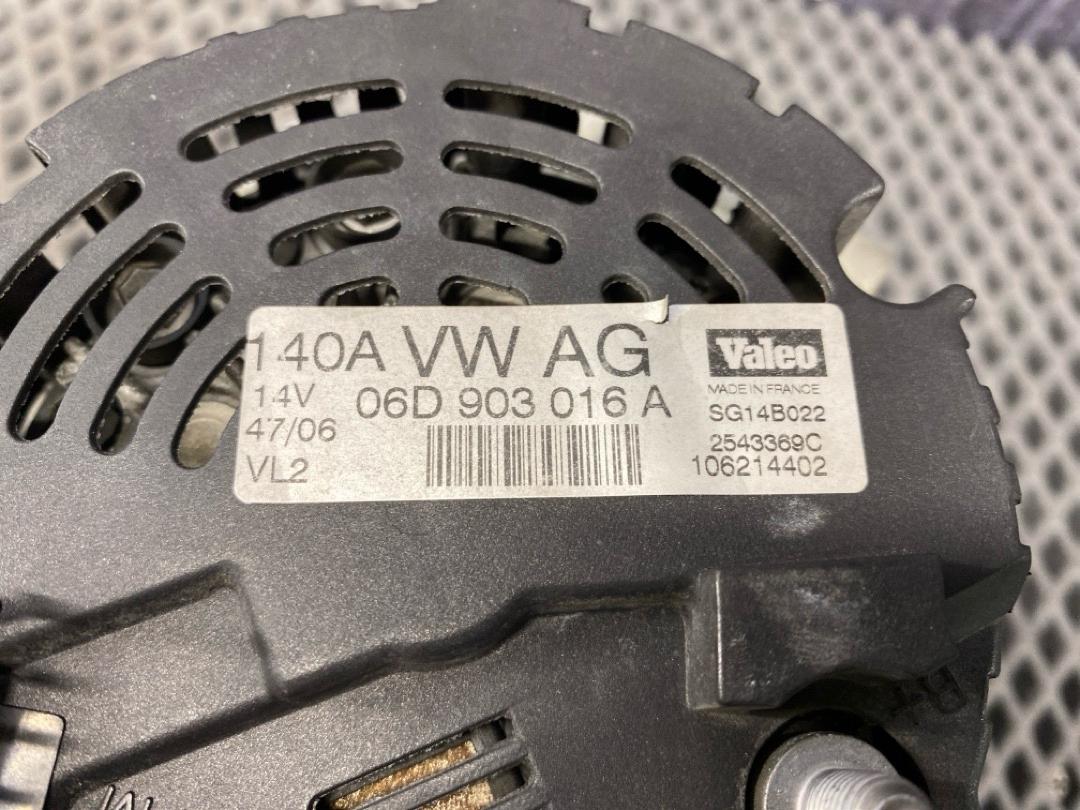 140A VW AG
14V 06D 903 016 A
47/06
VL2
Valeo
MADE IN FRANCE
SG14B022
2543369C
106214402
B+